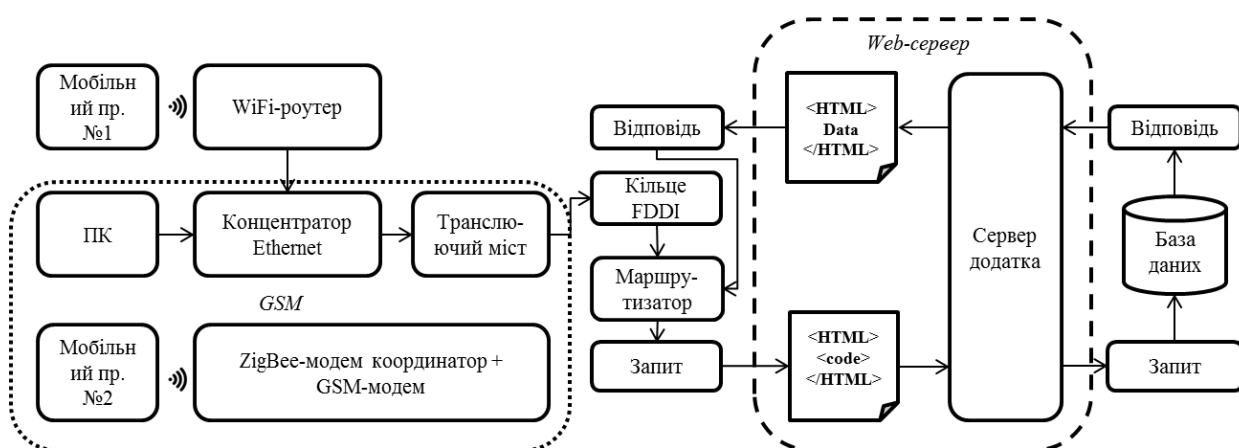 Web-сервер
Мобільн
ий пр.
№1
WiFi-роутер
Відповідь
<HTML>
Data
</HTML>
Відповідь
ПК
Концентратор
Ethernet
Транслю-
ючий міст
Кільце
FDDI
Маршру-
тизатор
Сервер
додатка
База
даних
GSM
Мобільн
ий пр.
№2
ZigBee-модем координатор +
GSM-модем
Запит
<HTML>
<code>
</HTML>
Запит